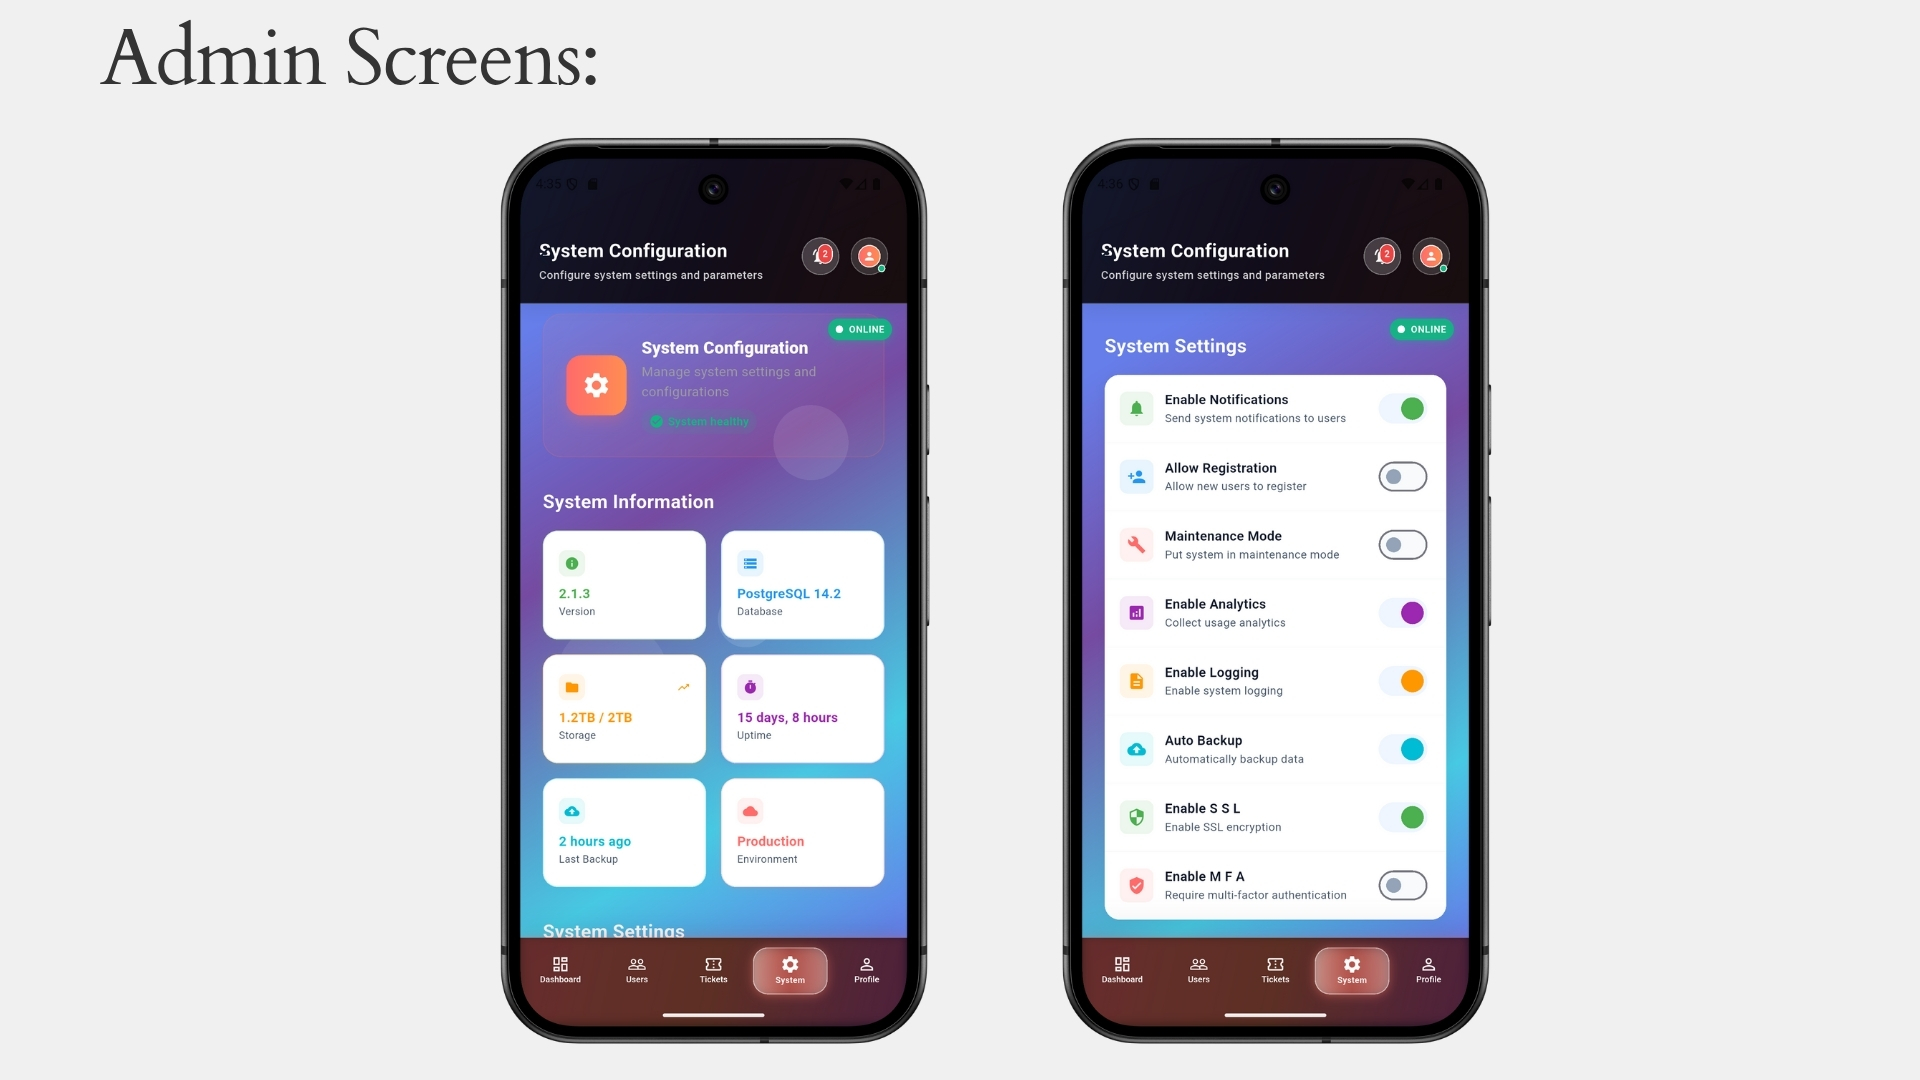 Admin Screens:
4:35
System Configuration
Configure system settings and parameters
2
ONLINE
System Configuration
Manage system settings and
configurations
System healthy
System Information
2.1.3
Version
PostgreSQL 14.2
Database
1.2TB / 2TB
Storage
15 days, 8 hours
Uptime
2 hours ago
Last Backup
Production
Environment
System Settings
Dashboard
Users
Tickets
System
Profile
4:36
System Configuration
Configure system settings and parameters
2
ONLINE
System Settings
Enable Notifications
Send system notifications to users
Allow Registration
Allow new users to register
Maintenance Mode
Put system in maintenance mode
Enable Analytics
Collect usage analytics
Enable Logging
Enable system logging
Auto Backup
Automatically backup data
Enable S S L
Enable SSL encryption
Enable M F A
Require multi-factor authentication
Dashboard
Users
Tickets
System
Profile